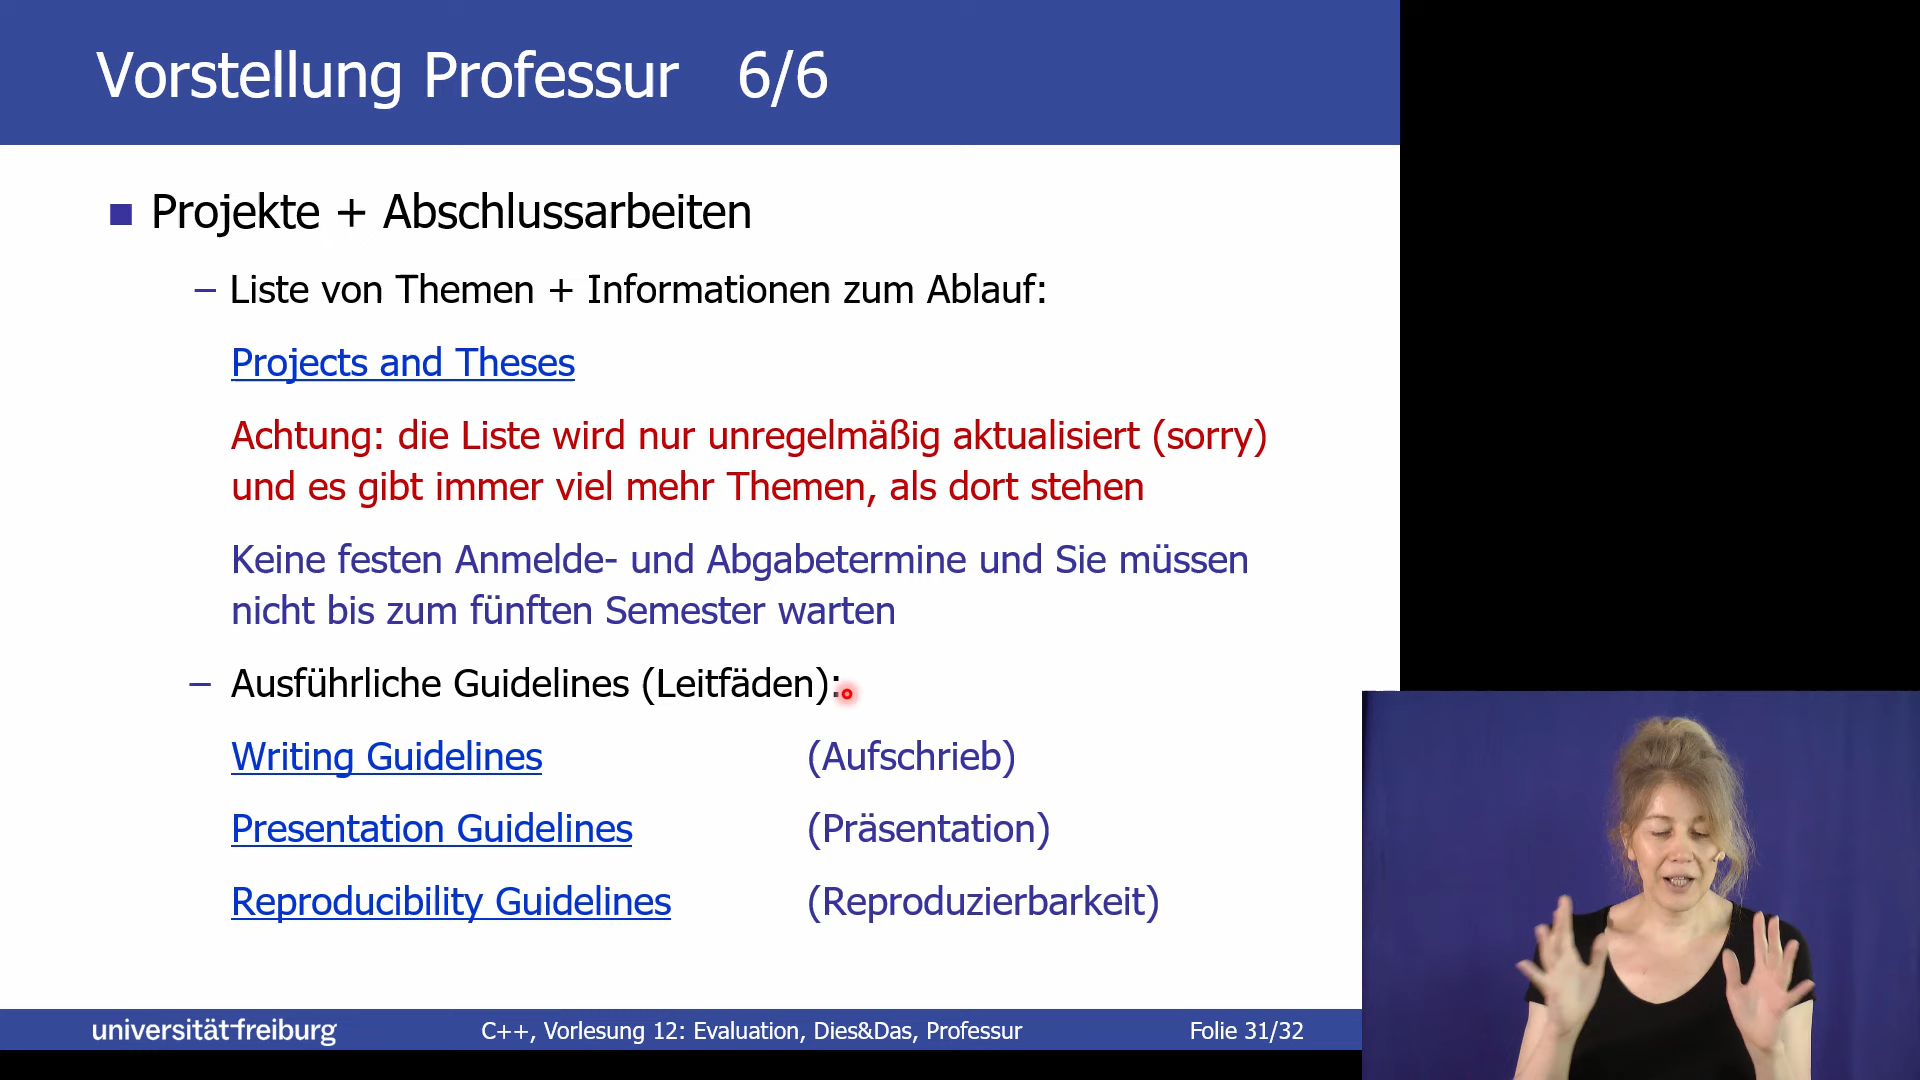 Vorstellung Professur 6/6
Projekte + Abschlussarbeiten
– Liste von Themen + Informationen zum Ablauf:
Projects and Theses
Achtung: die Liste wird nur unregelmäßig aktualisiert (sorry)
und es gibt immer viel mehr Themen, als dort stehen
Keine festen Anmelde- und Abgabetermine und Sie müssen
nicht bis zum fünften Semester warten
– Ausführliche Guidelines (Leitfäden):
Writing Guidelines (Aufschrieb)
Presentation Guidelines (Präsentation)
Reproducibility Guidelines (Reproduzierbarkeit)
universität freiburg C++, Vorlesung 12: Evaluation, Dies&Das, Professur Folie 31/32